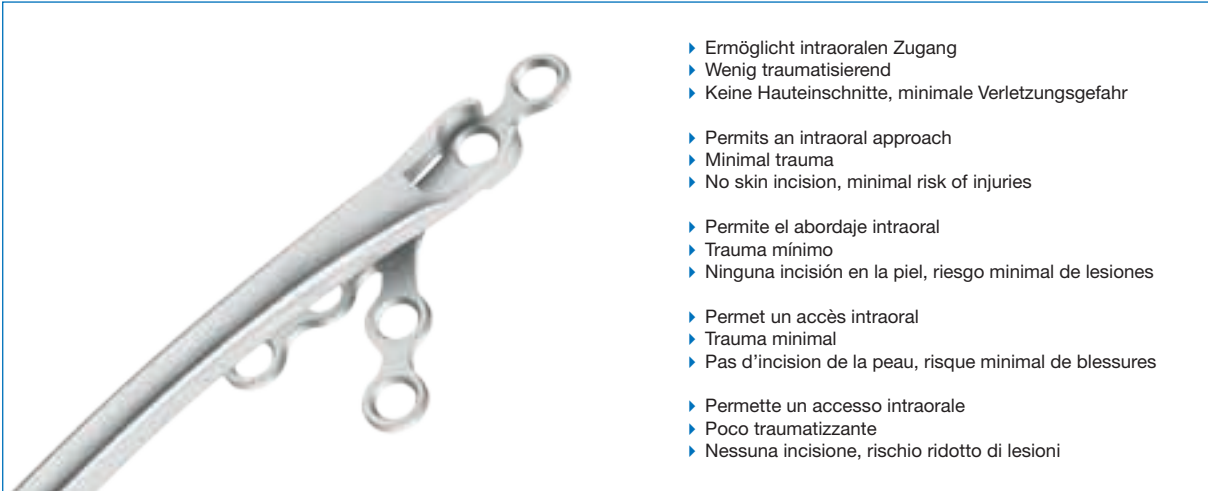 Ermöglicht intraoralen Zugang
Wenig traumatisierend
Keine Hauteinschnitte, minimale Verletzungsgefahr
Permits an intraoral approach
Minimal trauma
No skin incision, minimal risk of injuries
Permite el abordaje intraoral
Trauma mínimo
Ninguna incisión en la piel, riesgo minimal de lesiones
Permet un accès intraoral
Trauma minimal
Pas d’incision de la peau, risque minimal de blessures
Permette un accesso intraorale
Poco traumatizzante
Nessuna incisione, rischio ridotto di lesioni